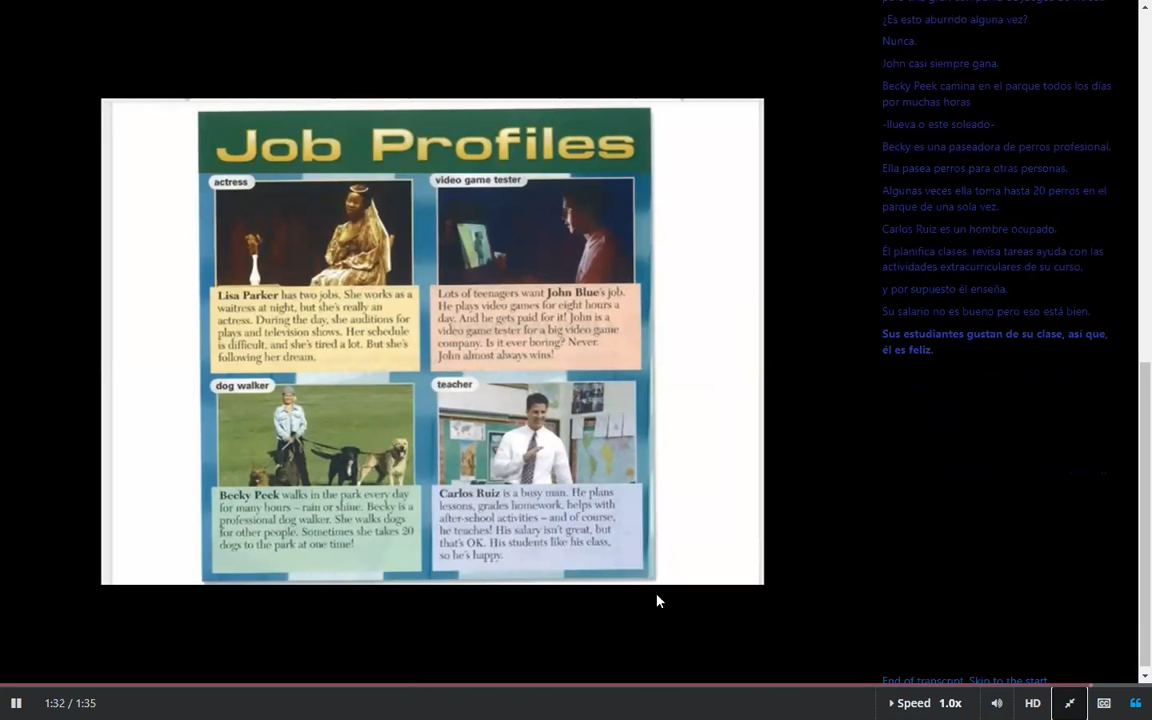 Job Profiles
actress
Lisa Parker has two jobs. She works as a
waitress at night, but she's really an
actress. During the day, she auditions for
plays and television shows. Her schedule
is difficult, and she's tired a lot. But she's
following her dream.
video game tester
Lots of teenagers want John Blue's job.
He plays video games for eight hours a
day. And he gets paid for it! John is a
video game tester for a big video game
company. Is it ever boring? Never.
John almost always wins!
dog walker
Becky Peek walks in the park every day
for many hours – rain or shine. Becky is a
professional dog walker. She walks dogs
for other people. Sometimes she takes 20
dogs to the park at one time!
teacher
Carlos Ruiz is a busy man. He plans
lessons, grades homework, helps with
after-school activities – and of course,
he teaches! His salary isn't great, but
that's OK. His students like his class,
so he's happy.
¿Es esto aburrido alguna vez?
Nunca.
John casi siempre gana.
Becky Peek camina en el parque todos los días
por muchas horas
-llueva o este soleado-
Becky es una paseadora de perros profesional.
Ella pasea perros para otras personas.
Algunas veces ella toma hasta 20 perros en el
parque de una sola vez.
Carlos Ruiz es un hombre ocupado.
Él planifica clases, revisa tareas ayuda con las
actividades extracurriculares de su curso,
y por supuesto él enseña.
Su salario no es bueno pero eso está bien.
Sus estudiantes gustan de su clase, asi que,
él es feliz.
End of transcript. Skip to the start.
1:32 / 1:35
Speed 1.0x
HD
CC